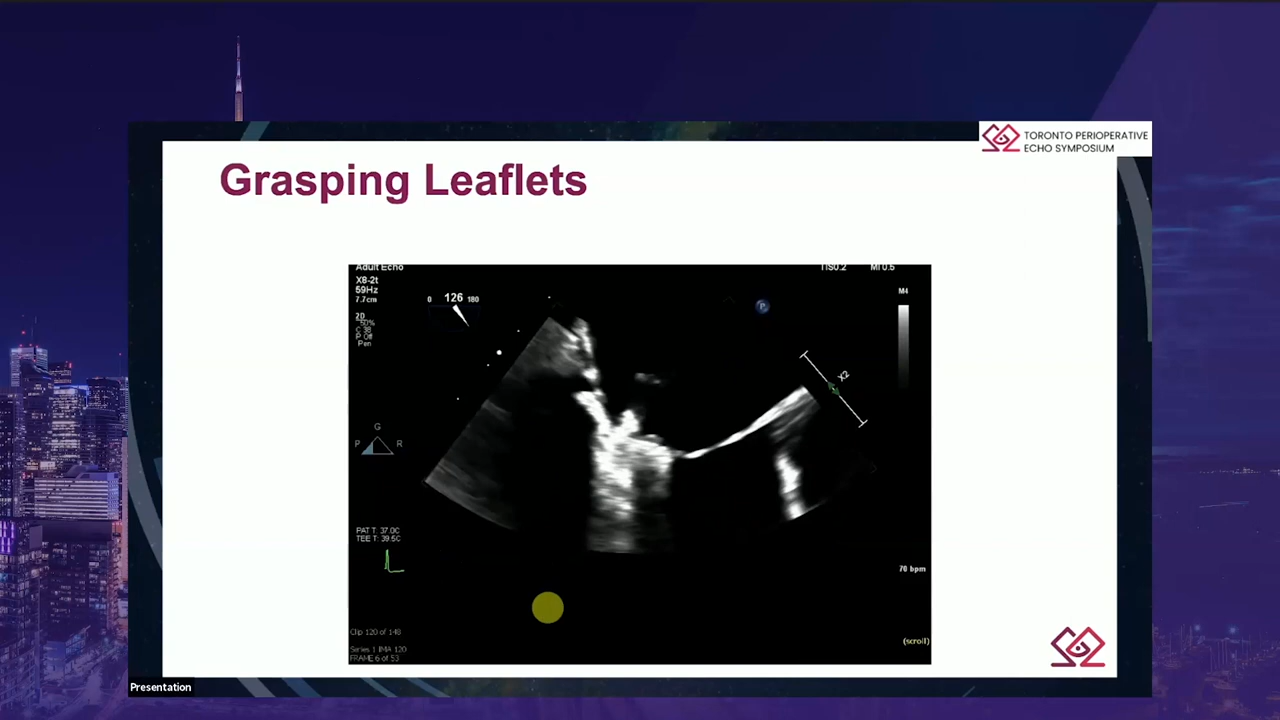 TORONTO PERIOPERATIVE
ECHO SYMPOSIUM
Grasping Leaflets
Adult Echo
TIS0.2 MI 0.5
X8-2t
59Hz
7.7cm
M4
0 126 180
2D
50%
C 38
P Off
Pen
P
X2
G
P R
PAT T: 37.0C
TEE T: 39.5C
70 bpm
Clip 120 of 148
(scroll)
Series 1 IMA 120
FRAME 6 of 53
Presentation